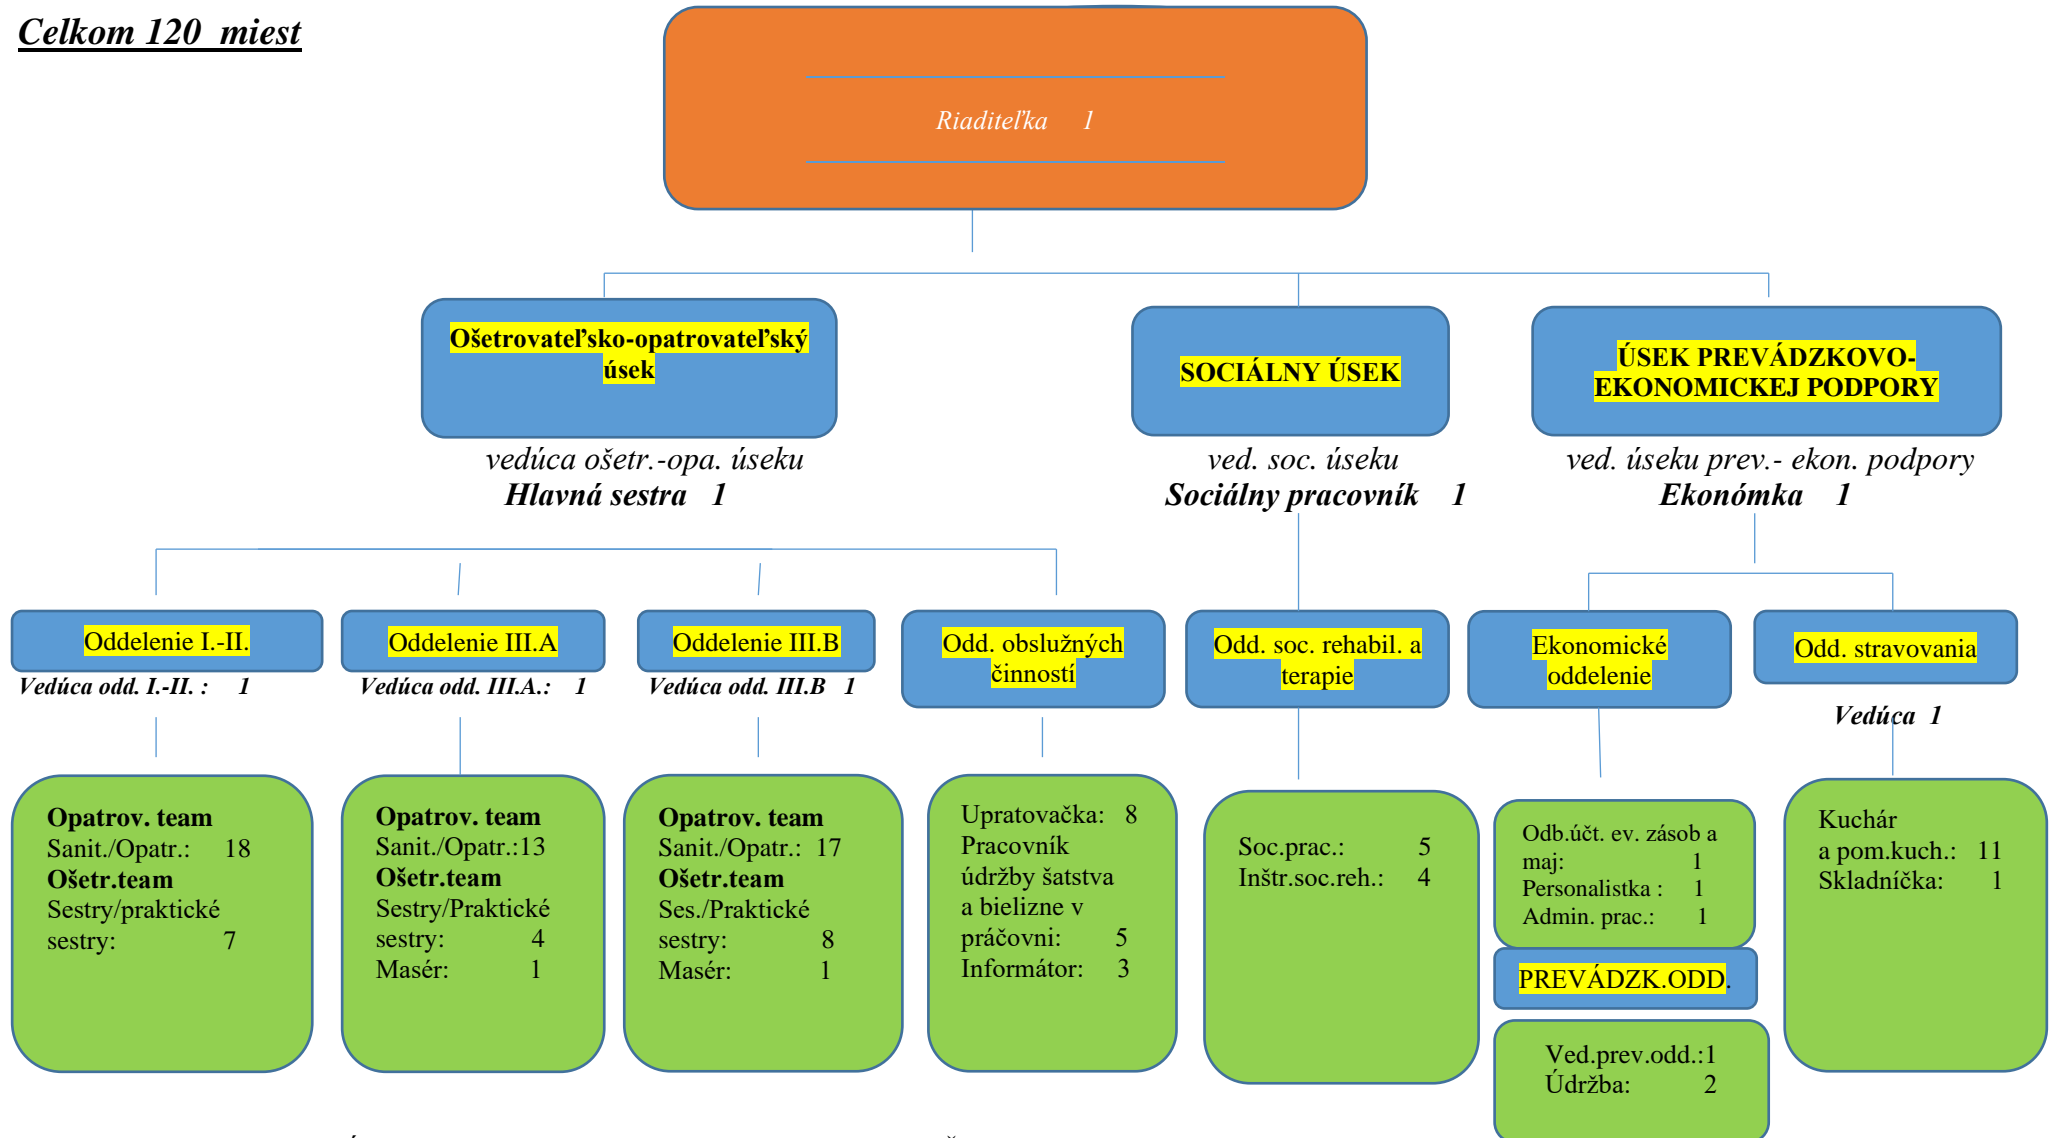 Celkom 120 miest
Riaditeľka 1
Ošetrovateľsko-opatrovateľský
úsek
SOCIÁLNY ÚSEK
ÚSEK PREVÁDZKOVO-
EKONOMICKEJ PODPORY
vedúca ošetr.-opa. úseku
Hlavná sestra 1
ved. soc. úseku
Sociálny pracovník 1
ved. úseku prev.- ekon. podpory
Ekonómka 1
Oddelenie I.-II.
Vedúca odd. I.-II. : 1
Oddelenie III.A
Vedúca odd. III.A.: 1
Oddelenie III.B
Vedúca odd. III.B 1
Odd. obslužných
činností
Odd. soc. rehabil. a
terapie
Ekonomické
oddelenie
Odd. stravovania
Vedúca 1
Opatrov. team
Sanit./Opatr.: 18
Ošetr.team
Sestry/praktické
sestry: 7
Opatrov. team
Sanit./Opatr.:13
Ošetr.team
Sestry/Praktické
sestry: 4
Masér: 1
Opatrov. team
Sanit./Opatr.: 17
Ošetr.team
Ses./Praktické
sestry: 8
Masér: 1
Upratovačka: 8
Pracovník
údržby šatstva
a bielizne v
práčovni: 5
Informátor: 3
Soc.prac.: 5
Inštr.soc.reh.: 4
Odb.účt. ev. zásob a
maj: 1
Personalistka : 1
Admin. prac.: 1
PREVÁDZK.ODD.
Ved.prev.odd.:1
Údržba: 2
Kuchár
a pom.kuch.: 11
Skladníčka: 1